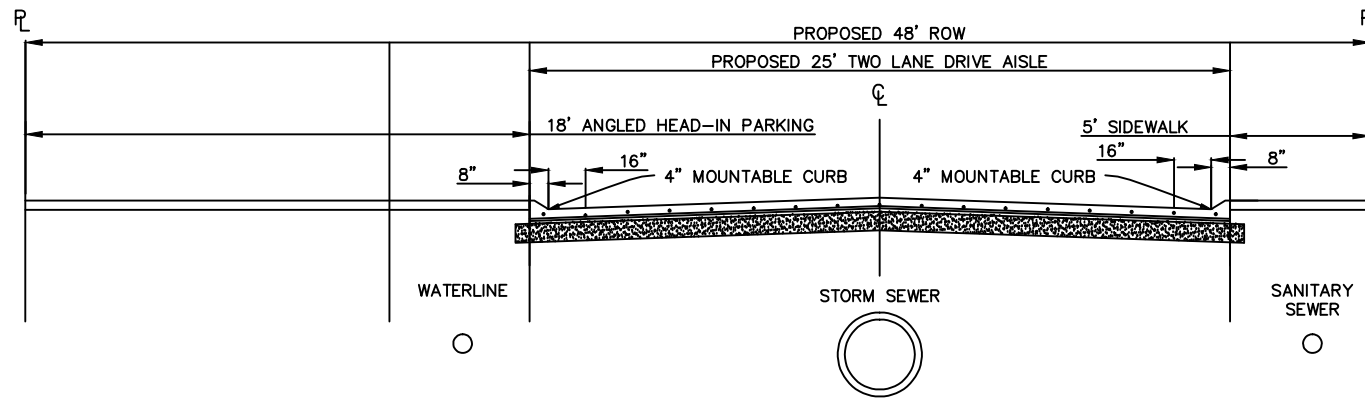 PL
PROPOSED 48' ROW
PROPOSED 25' TWO LANE DRIVE AISLE
CL
18' ANGLED HEAD-IN PARKING
5' SIDEWALK
8"
16"
4" MOUNTABLE CURB
4" MOUNTABLE CURB
16"
8"
WATERLINE
STORM SEWER
SANITARY
SEWER